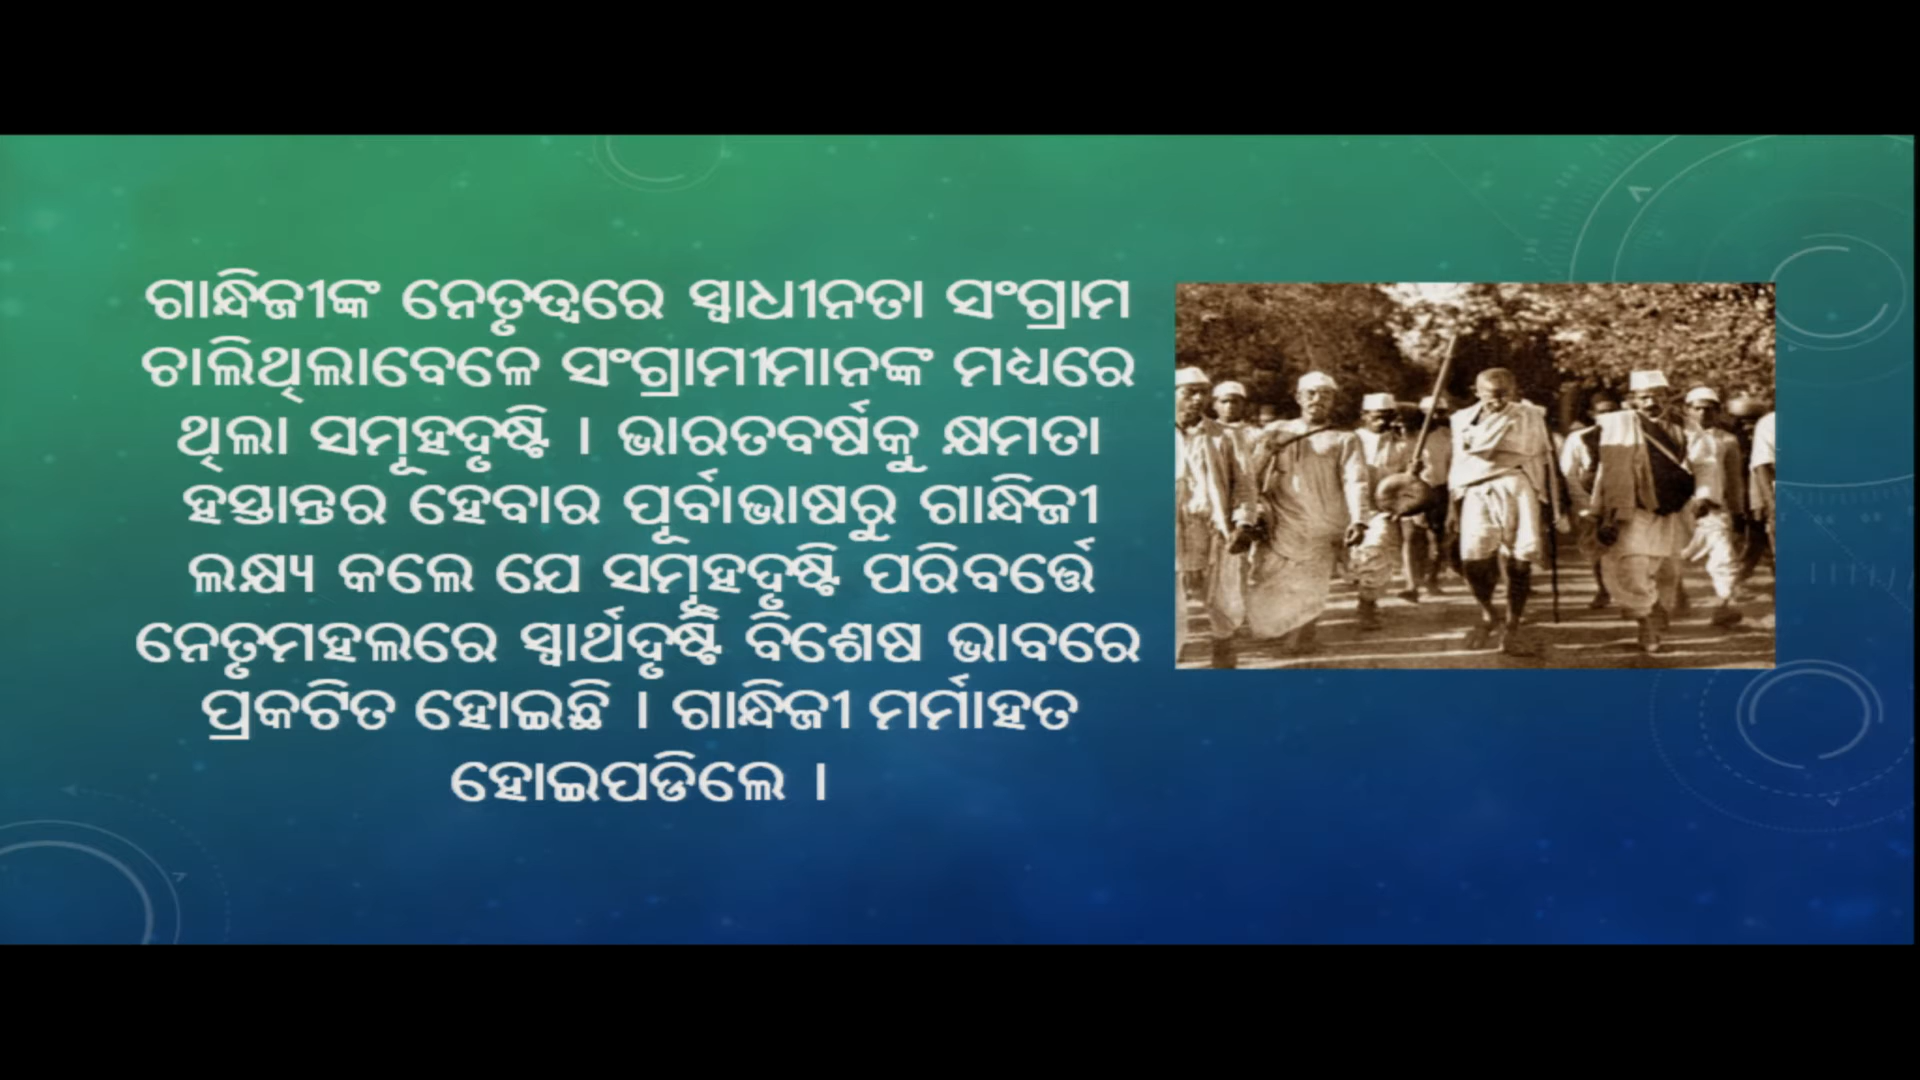 ଗାନ୍ଧିଜୀଙ୍କ ନେତୃତ୍ୱରେ ସ୍ୱାଧୀନତା ସଂଗ୍ରାମ
ଚାଲିଥିଲାବେଳେ ସଂଗ୍ରାମୀମାନଙ୍କ ମଧ୍ୟରେ
ଥିଲା ସମୂହଦୃଷ୍ଟି । ଭାରତବର୍ଷକୁ କ୍ଷମତା
ହସ୍ତାନ୍ତର ହେବାର ପୂର୍ବାଭାଷରୁ ଗାନ୍ଧିଜୀ
ଲକ୍ଷ୍ୟ କଲେ ଯେ ସମୂହଦୃଷ୍ଟି ପରିବର୍ତ୍ତେ
ନେତୃମହଲରେ ସ୍ୱାର୍ଥଦୃଷ୍ଟି ବିଶେଷ ଭାବରେ
ପ୍ରକଟିତ ହୋଇଛି । ଗାନ୍ଧିଜୀ ମର୍ମାହତ
ହୋଇପଡିଲେ ।